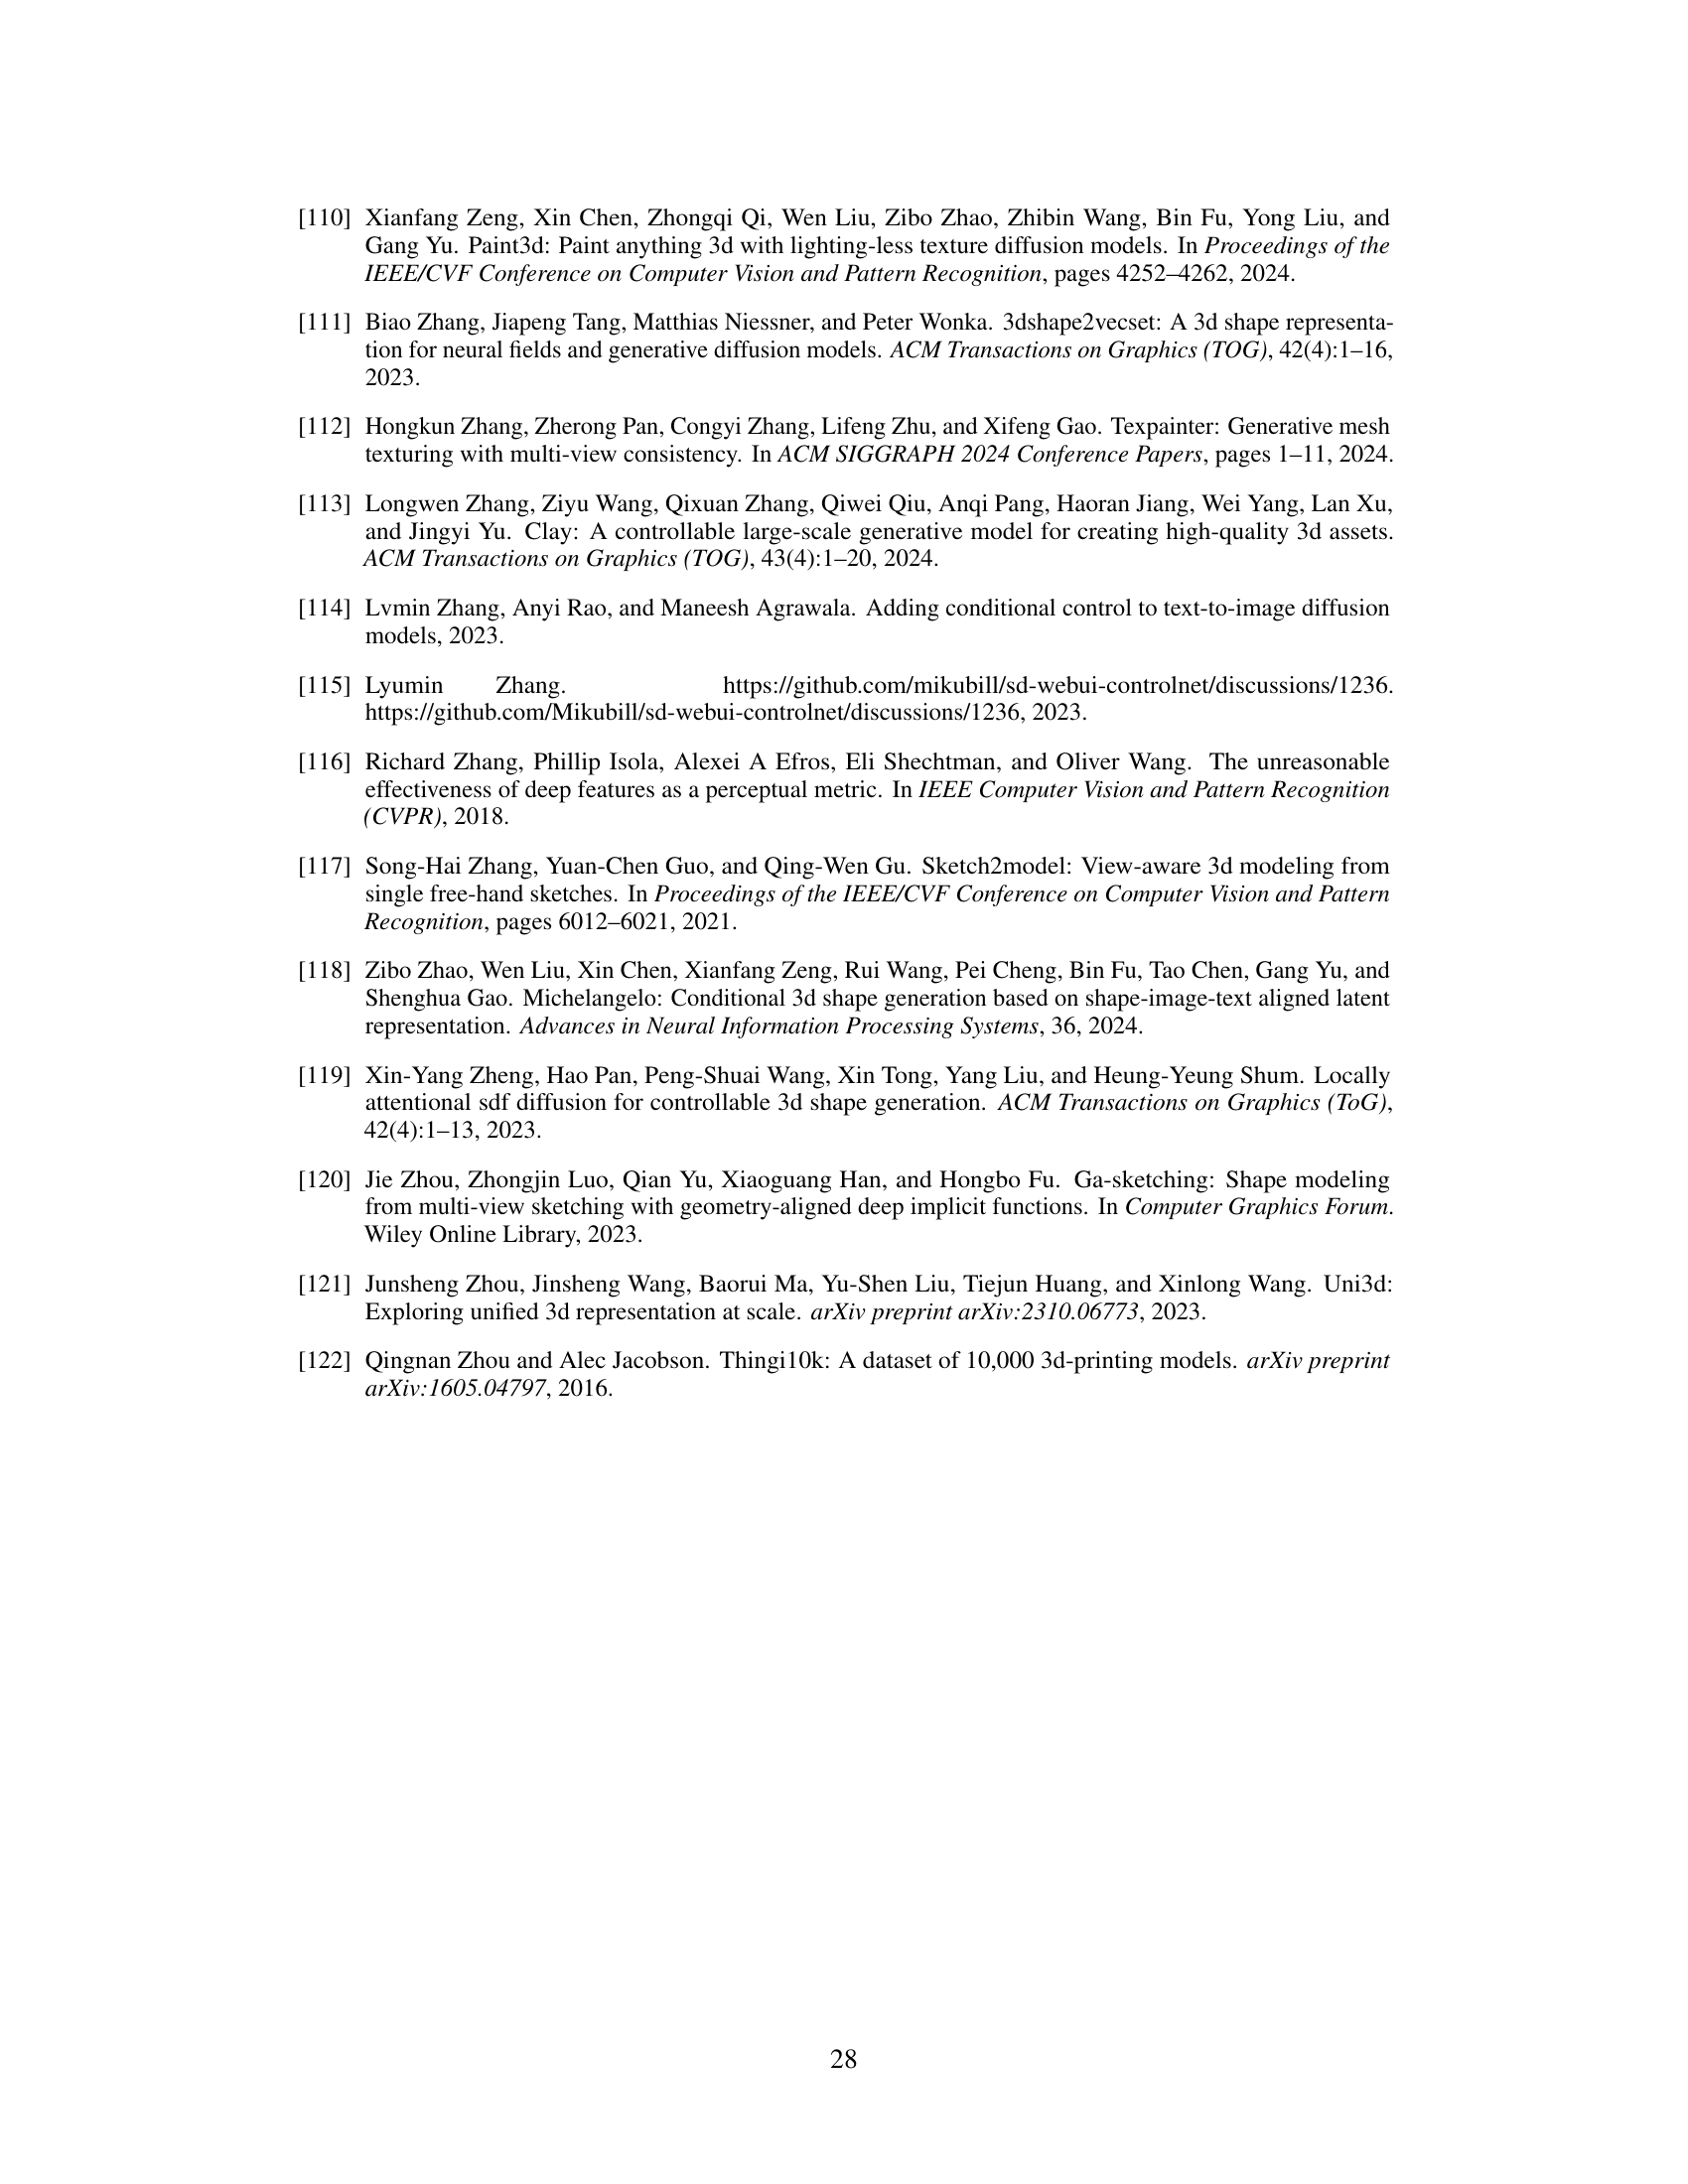 [110] Xianfang Zeng, Xin Chen, Zhongqi Qi, Wen Liu, Zibo Zhao, Zhibin Wang, Bin Fu, Yong Liu, and
Gang Yu. Paint3d: Paint anything 3d with lighting-less texture diffusion models. In Proceedings of the
IEEE/CVF Conference on Computer Vision and Pattern Recognition, pages 4252–4262, 2024.
[111] Biao Zhang, Jiapeng Tang, Matthias Niessner, and Peter Wonka. 3dshape2vecset: A 3d shape representa-
tion for neural fields and generative diffusion models. ACM Transactions on Graphics (TOG), 42(4):1–16,
2023.
[112] Hongkun Zhang, Zherong Pan, Congyi Zhang, Lifeng Zhu, and Xifeng Gao. Texpainter: Generative mesh
texturing with multi-view consistency. In ACM SIGGRAPH 2024 Conference Papers, pages 1–11, 2024.
[113] Longwen Zhang, Ziyu Wang, Qixuan Zhang, Qiwei Qiu, Anqi Pang, Haoran Jiang, Wei Yang, Lan Xu,
and Jingyi Yu. Clay: A controllable large-scale generative model for creating high-quality 3d assets.
ACM Transactions on Graphics (TOG), 43(4):1–20, 2024.
[114] Lvmin Zhang, Anyi Rao, and Maneesh Agrawala. Adding conditional control to text-to-image diffusion
models, 2023.
[115] Lyumin Zhang. https://github.com/mikubill/sd-webui-controlnet/discussions/1236.
https://github.com/Mikubill/sd-webui-controlnet/discussions/1236, 2023.
[116] Richard Zhang, Phillip Isola, Alexei A Efros, Eli Shechtman, and Oliver Wang. The unreasonable
effectiveness of deep features as a perceptual metric. In IEEE Computer Vision and Pattern Recognition
(CVPR), 2018.
[117] Song-Hai Zhang, Yuan-Chen Guo, and Qing-Wen Gu. Sketch2model: View-aware 3d modeling from
single free-hand sketches. In Proceedings of the IEEE/CVF Conference on Computer Vision and Pattern
Recognition, pages 6012–6021, 2021.
[118] Zibo Zhao, Wen Liu, Xin Chen, Xianfang Zeng, Rui Wang, Pei Cheng, Bin Fu, Tao Chen, Gang Yu, and
Shenghua Gao. Michelangelo: Conditional 3d shape generation based on shape-image-text aligned latent
representation. Advances in Neural Information Processing Systems, 36, 2024.
[119] Xin-Yang Zheng, Hao Pan, Peng-Shuai Wang, Xin Tong, Yang Liu, and Heung-Yeung Shum. Locally
attentional sdf diffusion for controllable 3d shape generation. ACM Transactions on Graphics (ToG),
42(4):1–13, 2023.
[120] Jie Zhou, Zhongjin Luo, Qian Yu, Xiaoguang Han, and Hongbo Fu. Ga-sketching: Shape modeling
from multi-view sketching with geometry-aligned deep implicit functions. In Computer Graphics Forum.
Wiley Online Library, 2023.
[121] Junsheng Zhou, Jinsheng Wang, Baorui Ma, Yu-Shen Liu, Tiejun Huang, and Xinlong Wang. Uni3d:
Exploring unified 3d representation at scale. arXiv preprint arXiv:2310.06773, 2023.
[122] Qingnan Zhou and Alec Jacobson. Thingi10k: A dataset of 10,000 3d-printing models. arXiv preprint
arXiv:1605.04797, 2016.
28